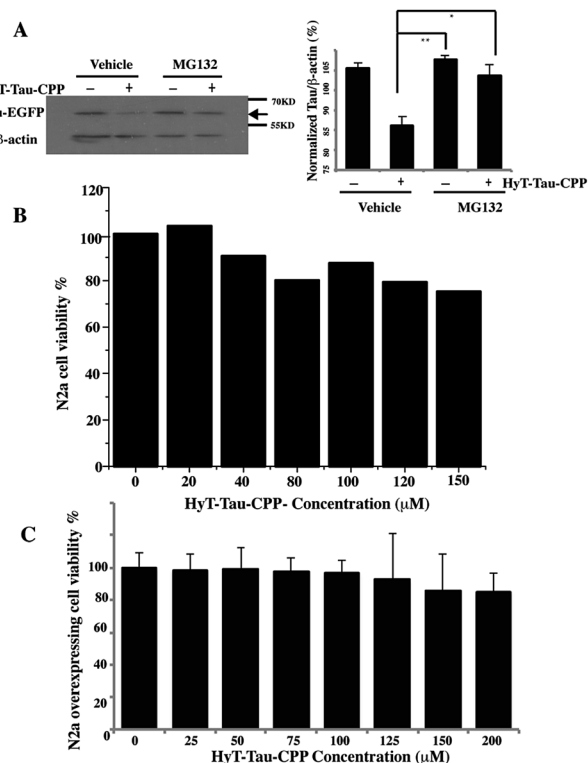 A
Vehicle MG132
T-Tau-CPP – + – +
-EGFP
-actin
70KD
55KD
Normalized Tau/β-actin (%)
105
100
95
90
85
80
75
*
**
– + – + HyT-Tau-CPP
Vehicle MG132
B
N2a cell viability %
120
100
80
60
40
20
0
0 20 40 80 100 120 150
HyT-Tau-CPP- Concentration (μM)
C
N2a overexpressing cell viability %
100
80
60
40
20
0
0 25 50 75 100 125 150 200
HyT-Tau-CPP Concentration (μM)